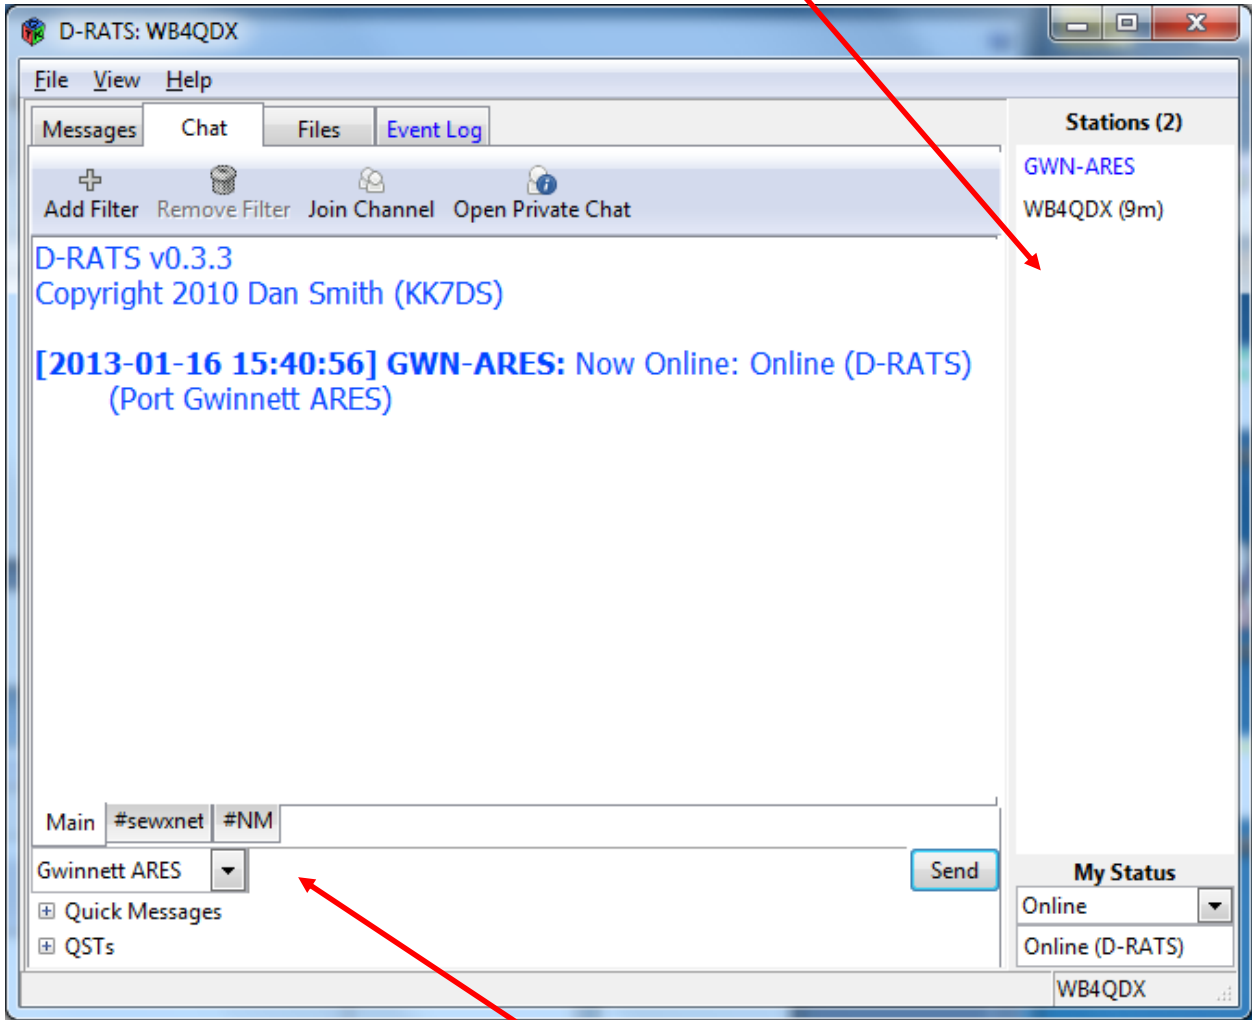 D-RATS: WB4QDX
File View Help
Messages Chat Files Event Log
Add Filter Remove Filter Join Channel Open Private Chat
D-RATS v0.3.3
Copyright 2010 Dan Smith (KK7DS)
[2013-01-16 15:40:56] GWN-ARES: Now Online: Online (D-RATS)
(Port Gwinnett ARES)
Main #sewxnet #NM
Gwinnett ARES Send
Quick Messages
QSTs
Stations (2)
GWN-ARES
WB4QDX (9m)
My Status
Online
Online (D-RATS)
WB4QDX